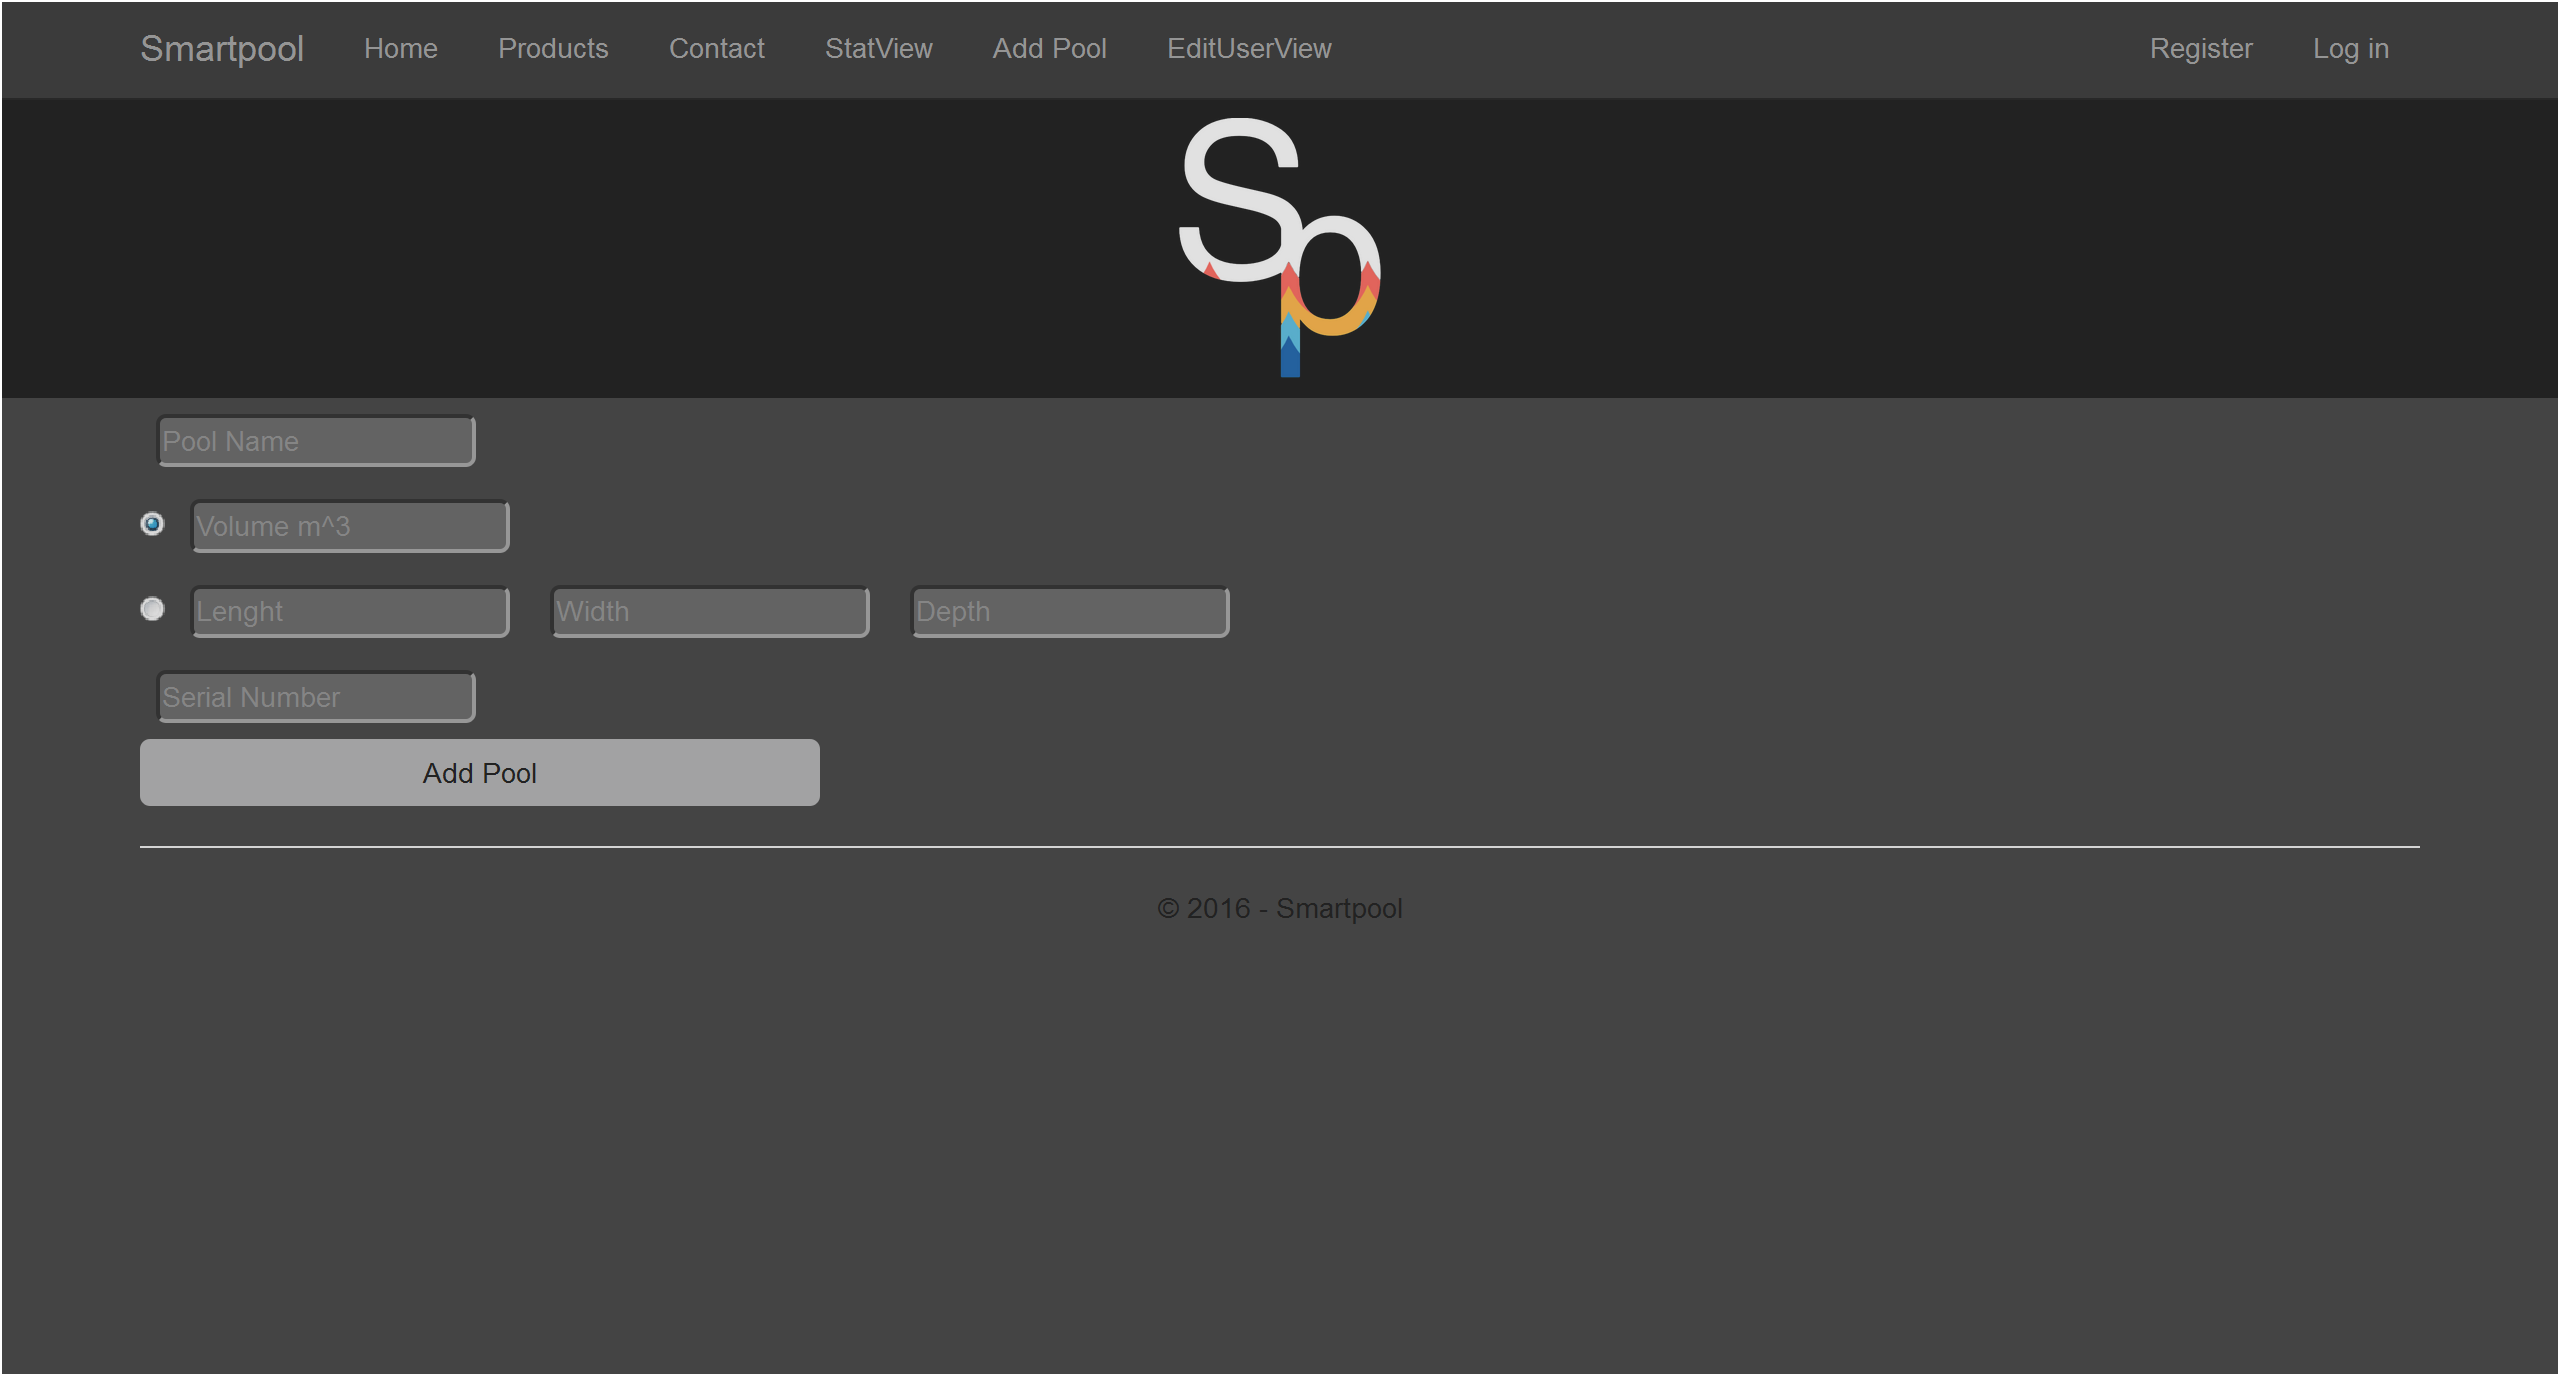 Smartpool Home Products Contact StatView Add Pool EditUserView Register Log in
Sp
Pool Name
Volume m^3
Lenght Width Depth
Serial Number
Add Pool
© 2016 - Smartpool